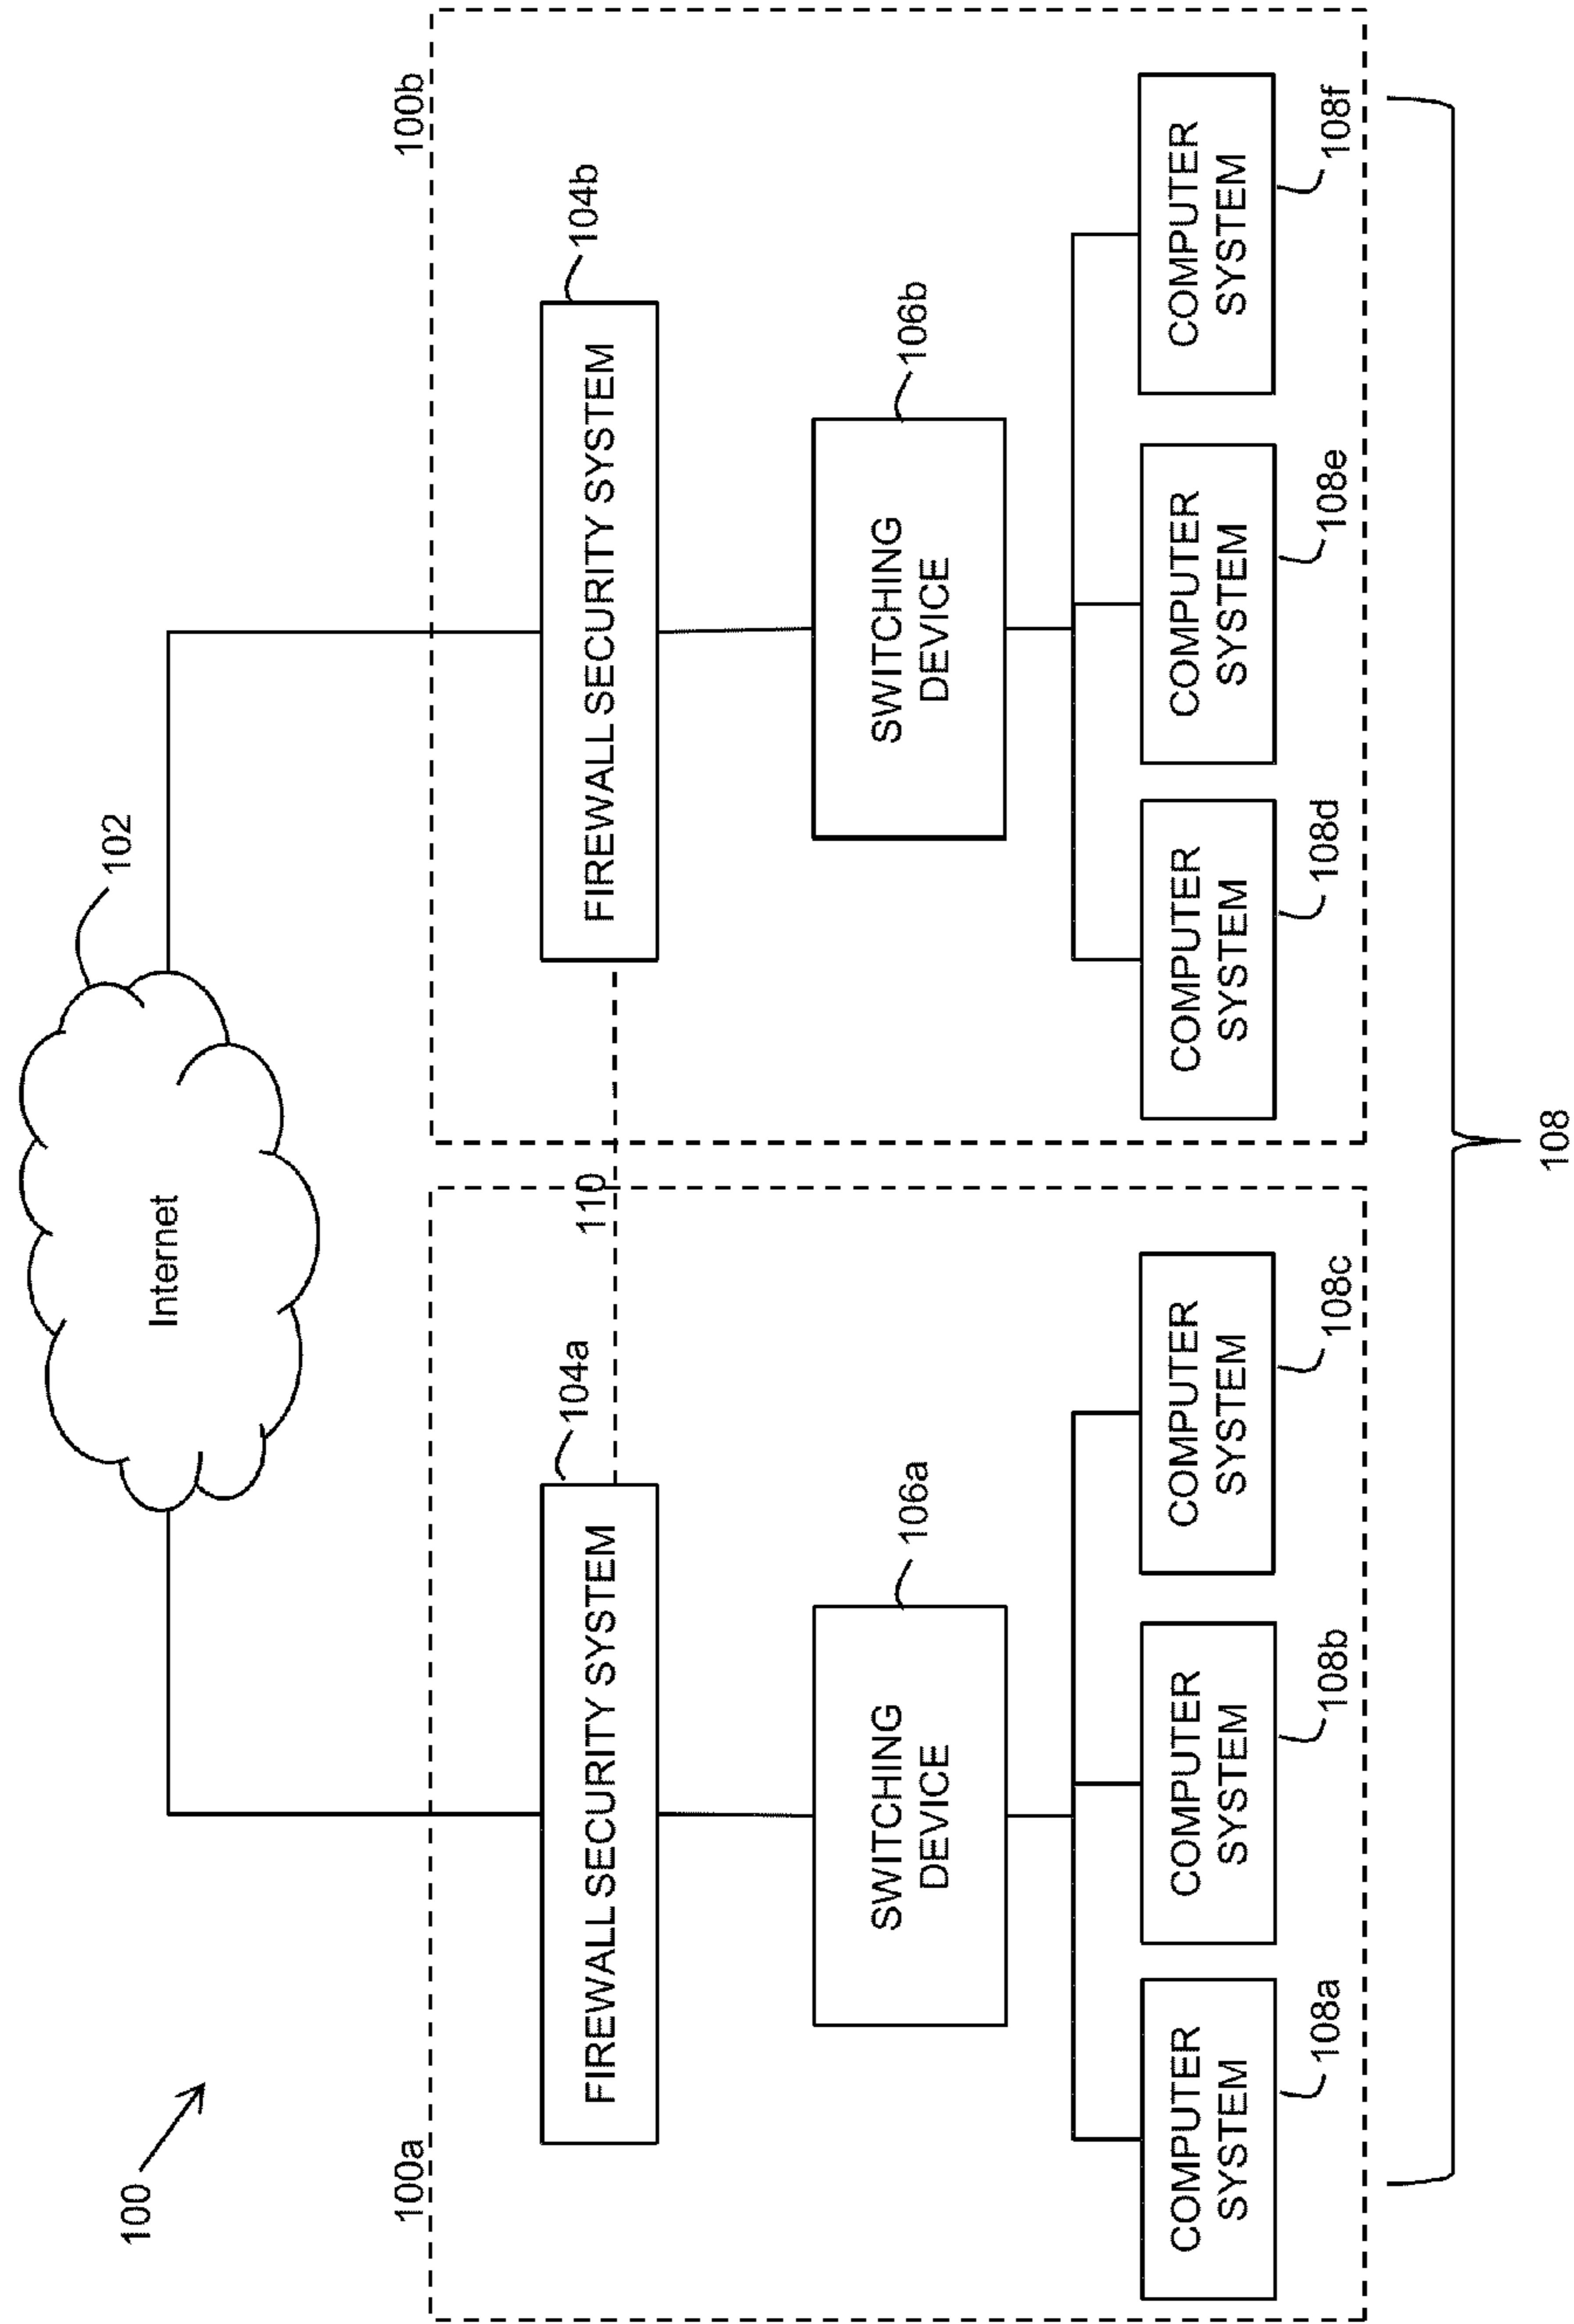 100
102
Internet
100a
100b
104a
FIREWALL SECURITY SYSTEM
110
104b
FIREWALL SECURITY SYSTEM
106a
SWITCHING
DEVICE
106b
SWITCHING
DEVICE
COMPUTER
SYSTEM
108a
COMPUTER
SYSTEM
108b
COMPUTER
SYSTEM
108c
COMPUTER
SYSTEM
108d
COMPUTER
SYSTEM
108e
COMPUTER
SYSTEM
108f
108